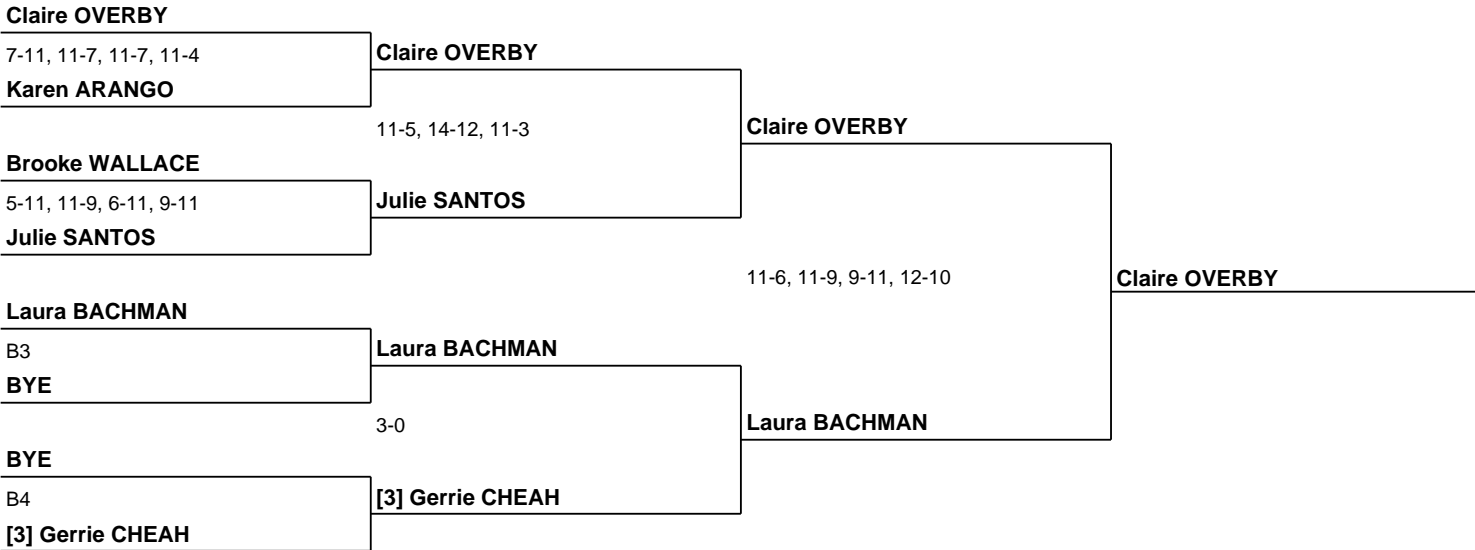 Claire OVERBY
7-11, 11-7, 11-7, 11-4
Karen ARANGO
Brooke WALLACE
5-11, 11-9, 6-11, 9-11
Julie SANTOS
Laura BACHMAN
B3
BYE
BYE
B4
[3] Gerrie CHEAH
Claire OVERBY
11-5, 14-12, 11-3
Julie SANTOS
Laura BACHMAN
3-0
[3] Gerrie CHEAH
Claire OVERBY
11-6, 11-9, 9-11, 12-10
Laura BACHMAN
Claire OVERBY